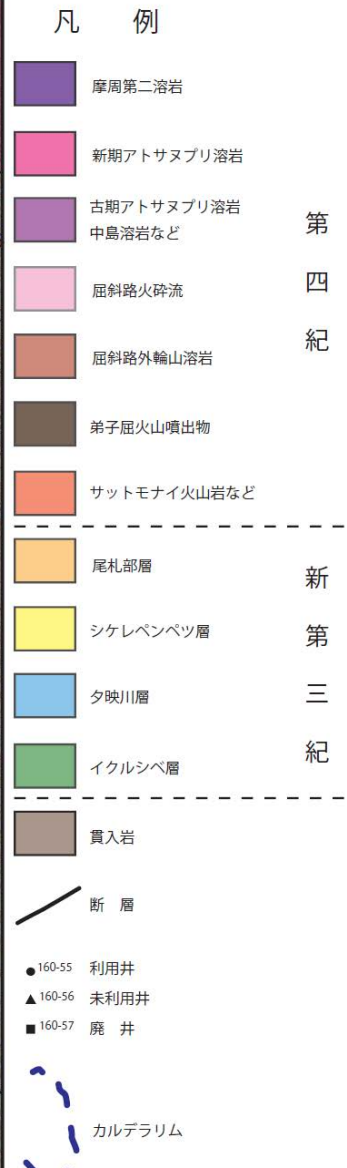 凡 例
摩周第二溶岩
新期アトサヌプリ溶岩
古期アトサヌプリ溶岩
中島溶岩など
屈斜路火砕流
屈斜路外輪山溶岩
弟子屈火山噴出物
サットモナイ火山岩など
第四紀
尾札部層
シケレペンペツ層
夕映川層
イクルシベ層
新第三紀
貫入岩
断 層
160-55 利用井
160-56 未利用井
160-57 廃 井
カルデラリム